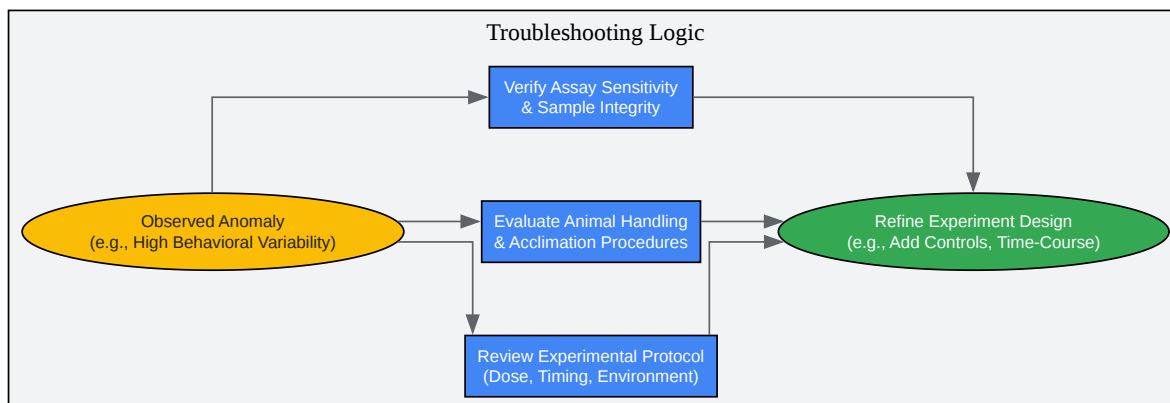 Troubleshooting Logic
Verify Assay Sensitivity
& Sample Integrity
Observed Anomaly
(e.g., High Behavioral Variability)
Evaluate Animal Handling
& Acclimation Procedures
Refine Experiment Design
(e.g., Add Controls, Time-Course)
Review Experimental Protocol
(Dose, Timing, Environment)